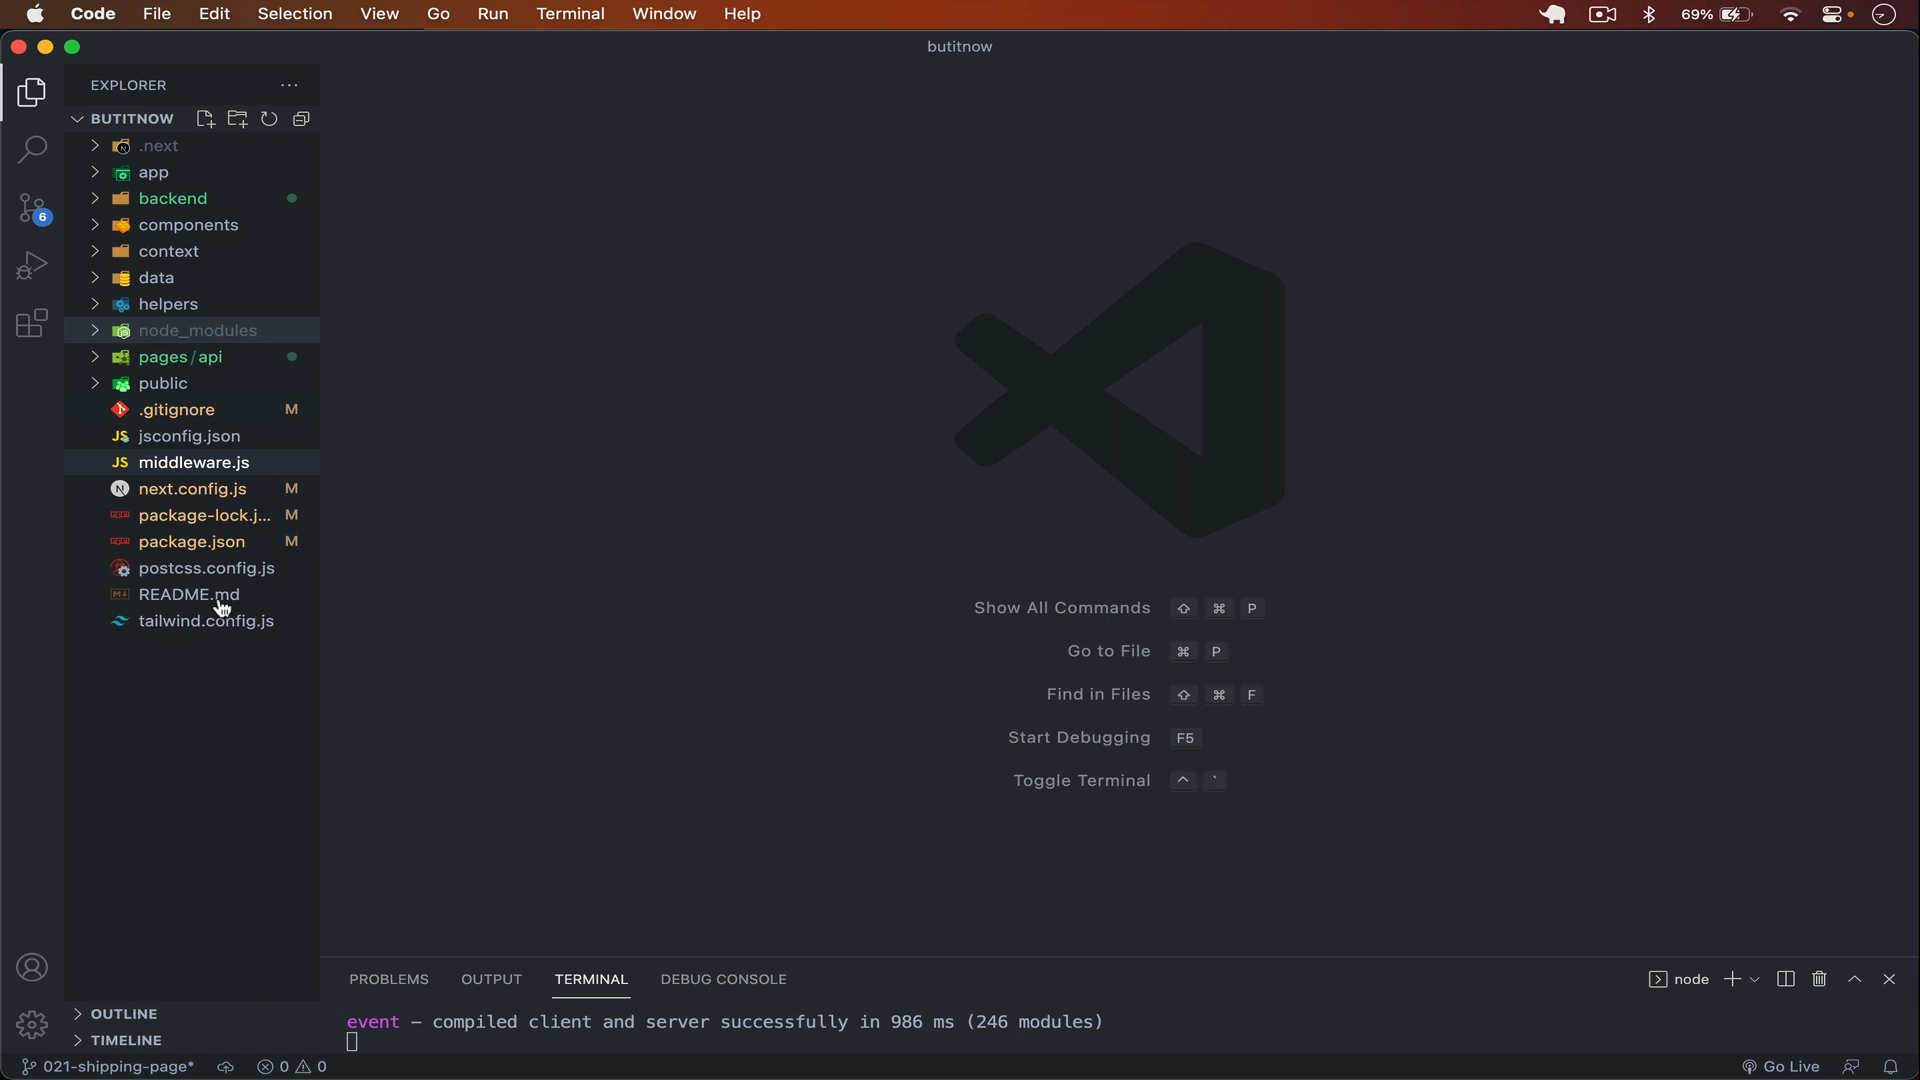 Code File Edit Selection View Go Run Terminal Window Help 69%
butitnow
EXPLORER
BUTITNOW
.next
app
backend
components
context
data
helpers
node_modules
pages/api
public
.gitignore M
JS jsconfig.json
JS middleware.js
N next.config.js M
package-lock.j... M
package.json M
postcss.config.js
README.md
tailwind.config.js
6
Show All Commands ⇧ ⌘ P
Go to File ⌘ P
Find in Files ⇧ ⌘ F
Start Debugging F5
Toggle Terminal ^ `
PROBLEMS OUTPUT TERMINAL DEBUG CONSOLE node
event – compiled client and server successfully in 986 ms (246 modules)
OUTLINE
TIMELINE
021-shipping-page* 0 0 Go Live